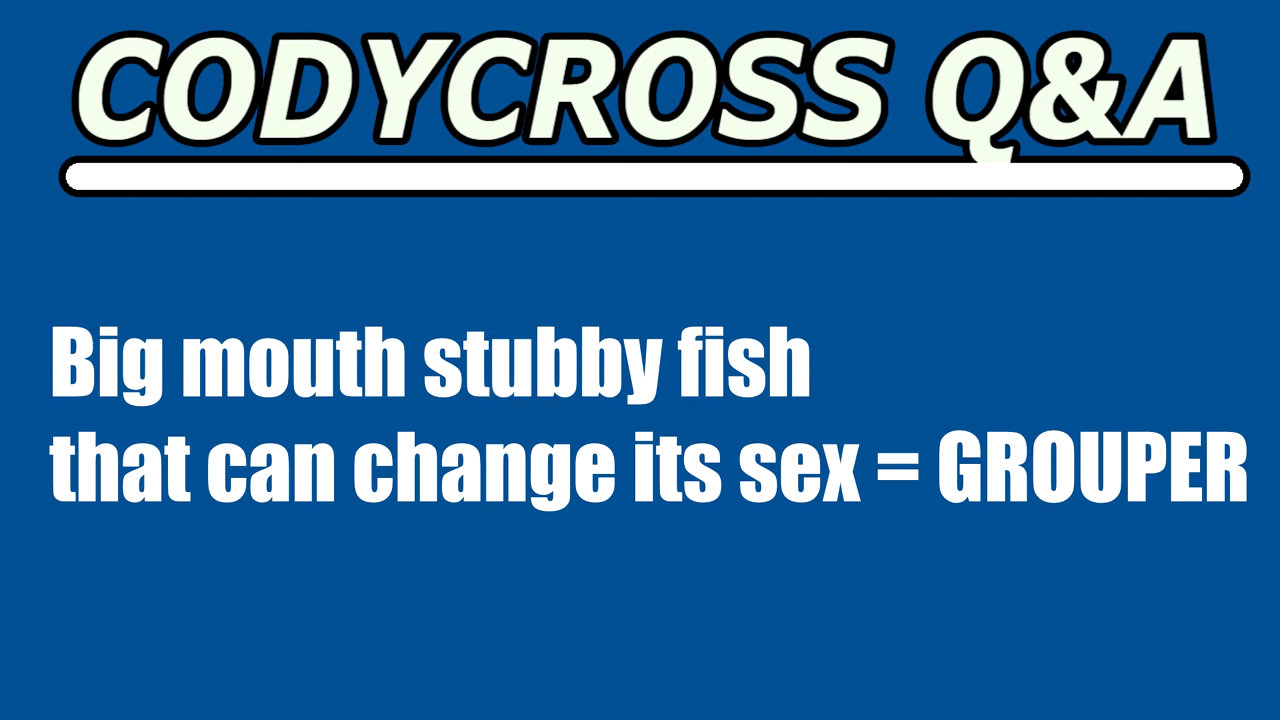 CODYCROSS Q&A
Big mouth stubby fish
that can change its sex = GROUPER